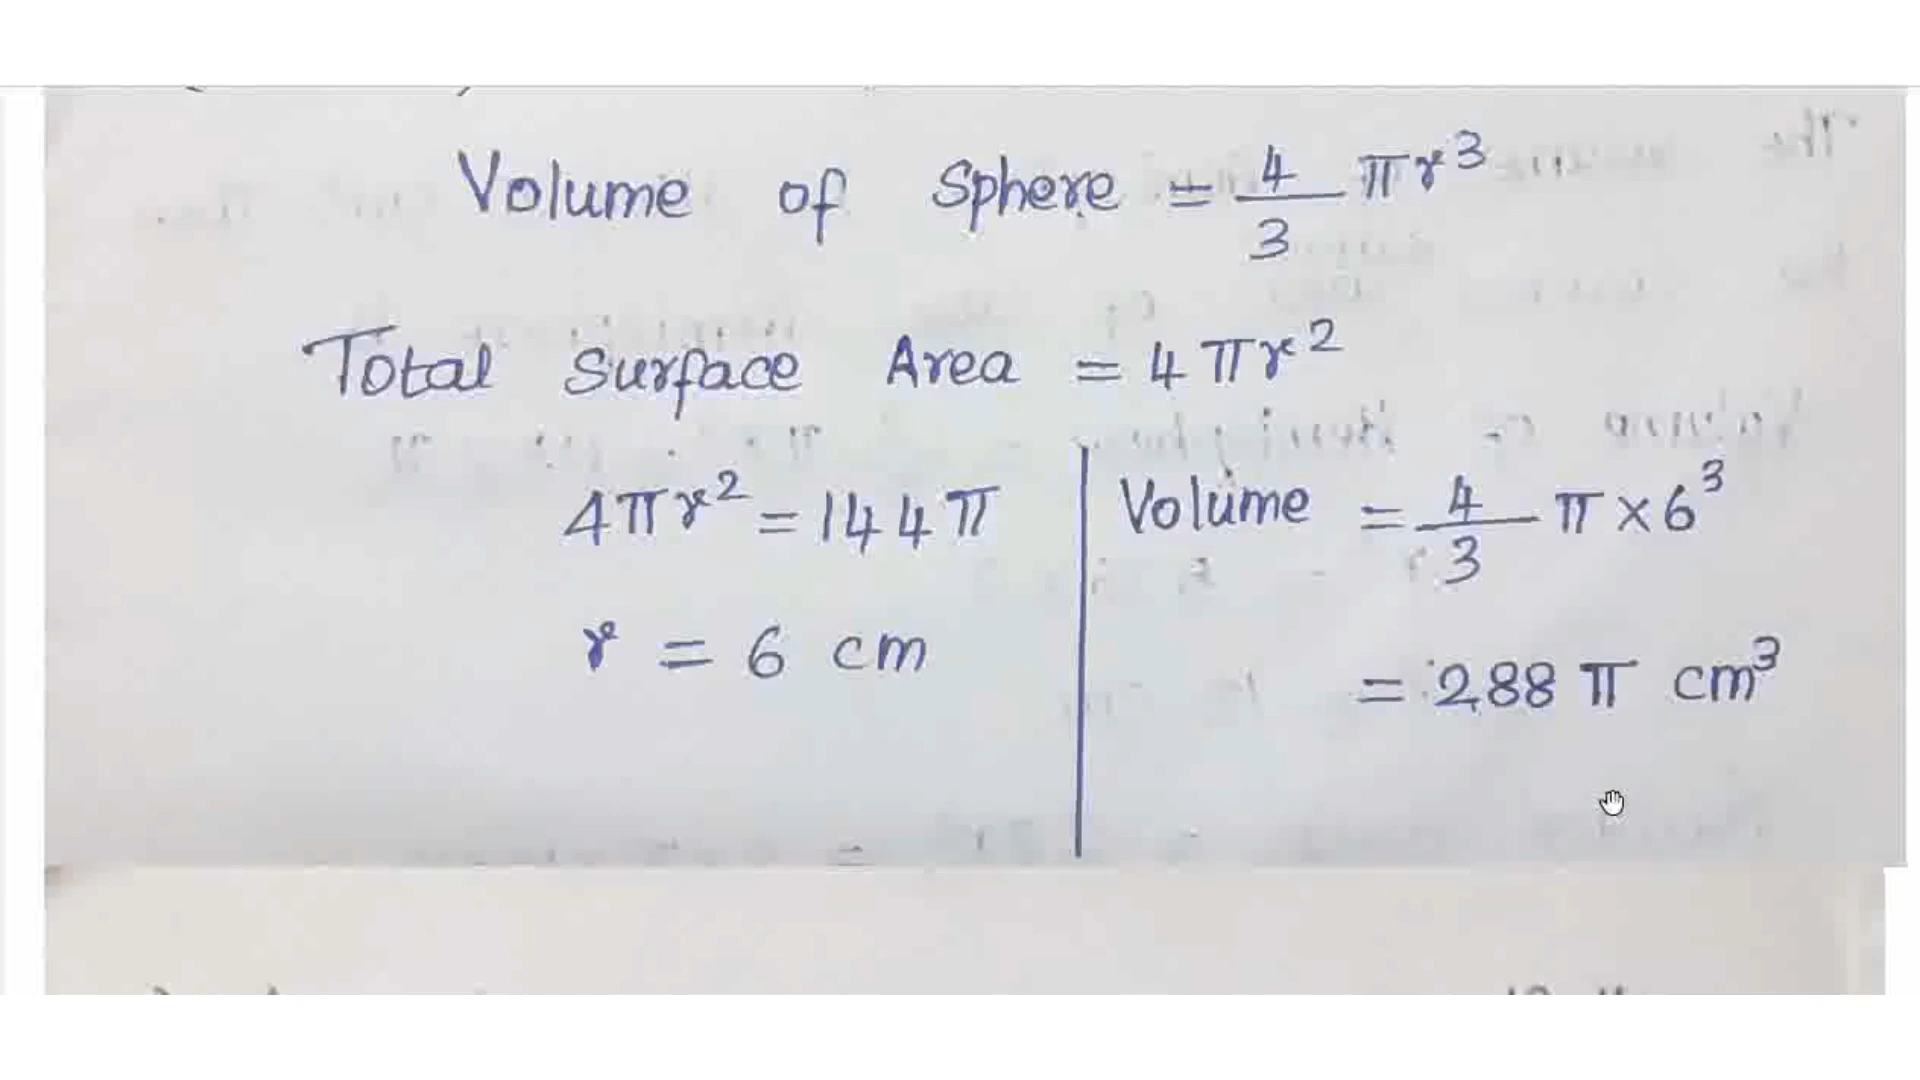 Volume of Sphere = 4/3 πr³
Total Surface Area = 4πr²
4πr² = 144π
r = 6 cm
Volume = 4/3 π × 6³
= 288 π cm³